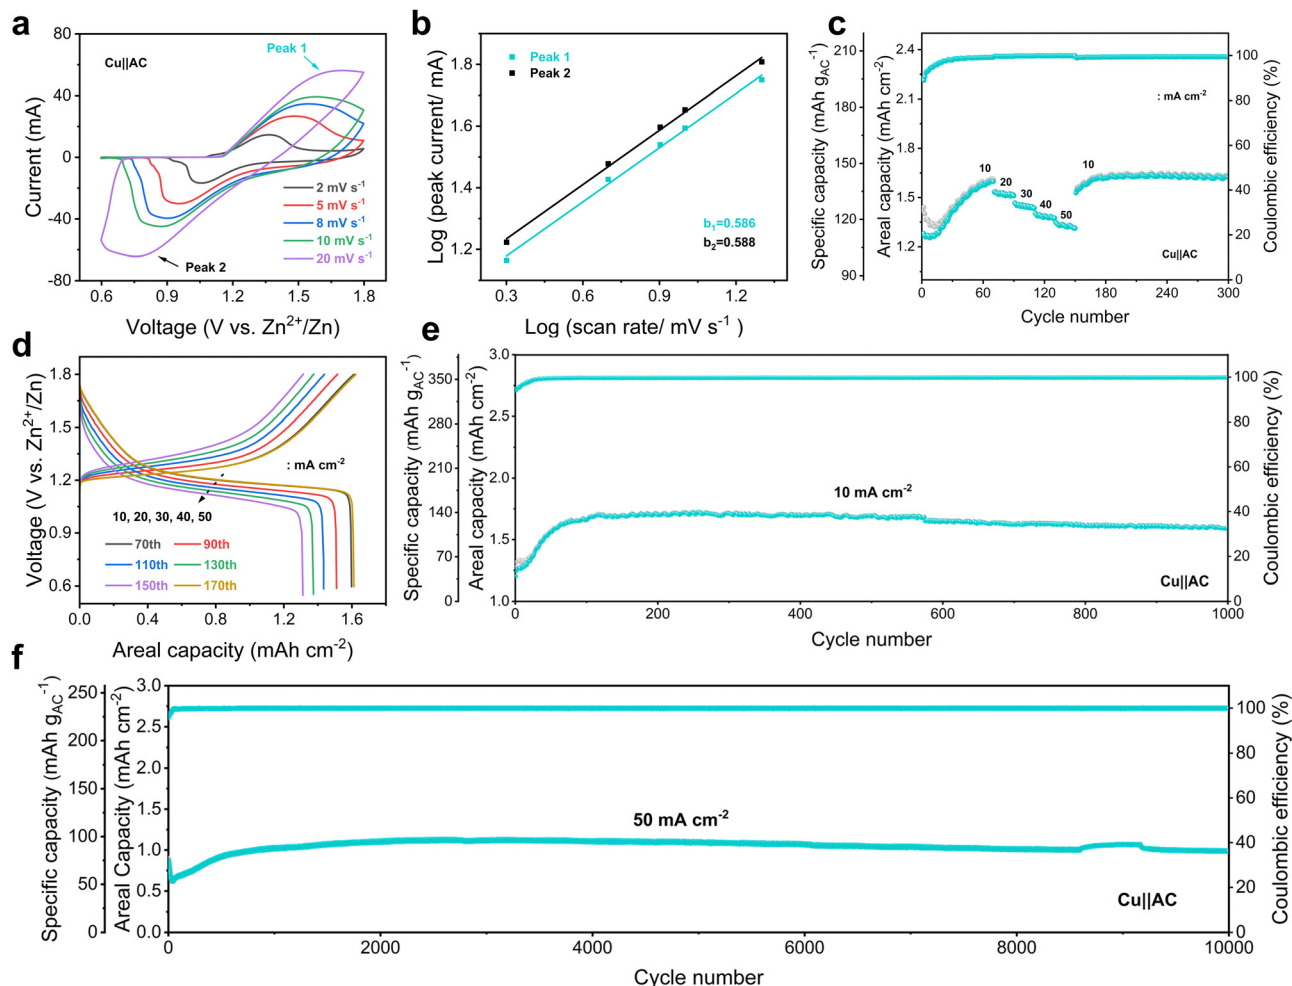 a
Cu||AC
Peak 1
Peak 2
2 mV s⁻¹
5 mV s⁻¹
8 mV s⁻¹
10 mV s⁻¹
20 mV s⁻¹
80
40
0
-40
-80
0.6 0.9 1.2 1.5 1.8
Current (mA)
Voltage (V vs. Zn²⁺/Zn)
b
Peak 1
Peak 2
b₁=0.586
b₂=0.588
1.8
1.6
1.4
1.2
0.3 0.6 0.9 1.2
Log (peak current/ mA)
Log (scan rate/ mV s⁻¹ )
c
Specific capacity (mAh g_AC⁻¹)
210
180
150
120
90
Areal capacity (mAh cm⁻²)
2.4
2.1
1.8
1.5
1.2
: mA cm⁻²
10
20
30
40
50
10
Cu||AC
100
80
60
40
20
0
Coulombic efficiency (%)
0 60 120 180 240 300
Cycle number
d
Voltage (V vs. Zn²⁺/Zn)
1.8
1.5
1.2
0.9
0.6
: mA cm⁻²
10, 20, 30, 40, 50
70th 90th
110th 130th
150th 170th
0.0 0.4 0.8 1.2 1.6
Areal capacity (mAh cm⁻²)
e
Specific capacity (mAh g_AC⁻¹)
350
280
210
140
70
0
Areal capacity (mAh cm⁻²)
3.0
2.5
2.0
1.5
1.0
10 mA cm⁻²
Cu||AC
100
80
60
40
20
0
Coulombic efficiency (%)
0 200 400 600 800 1000
Cycle number
f
Specific capacity (mAh g_AC⁻¹)
250
200
150
100
50
0
Areal Capacity (mAh cm⁻²)
3.0
2.5
2.0
1.5
1.0
0.5
0.0
50 mA cm⁻²
Cu||AC
100
80
60
40
20
0
Coulombic efficiency (%)
0 2000 4000 6000 8000 10000
Cycle number